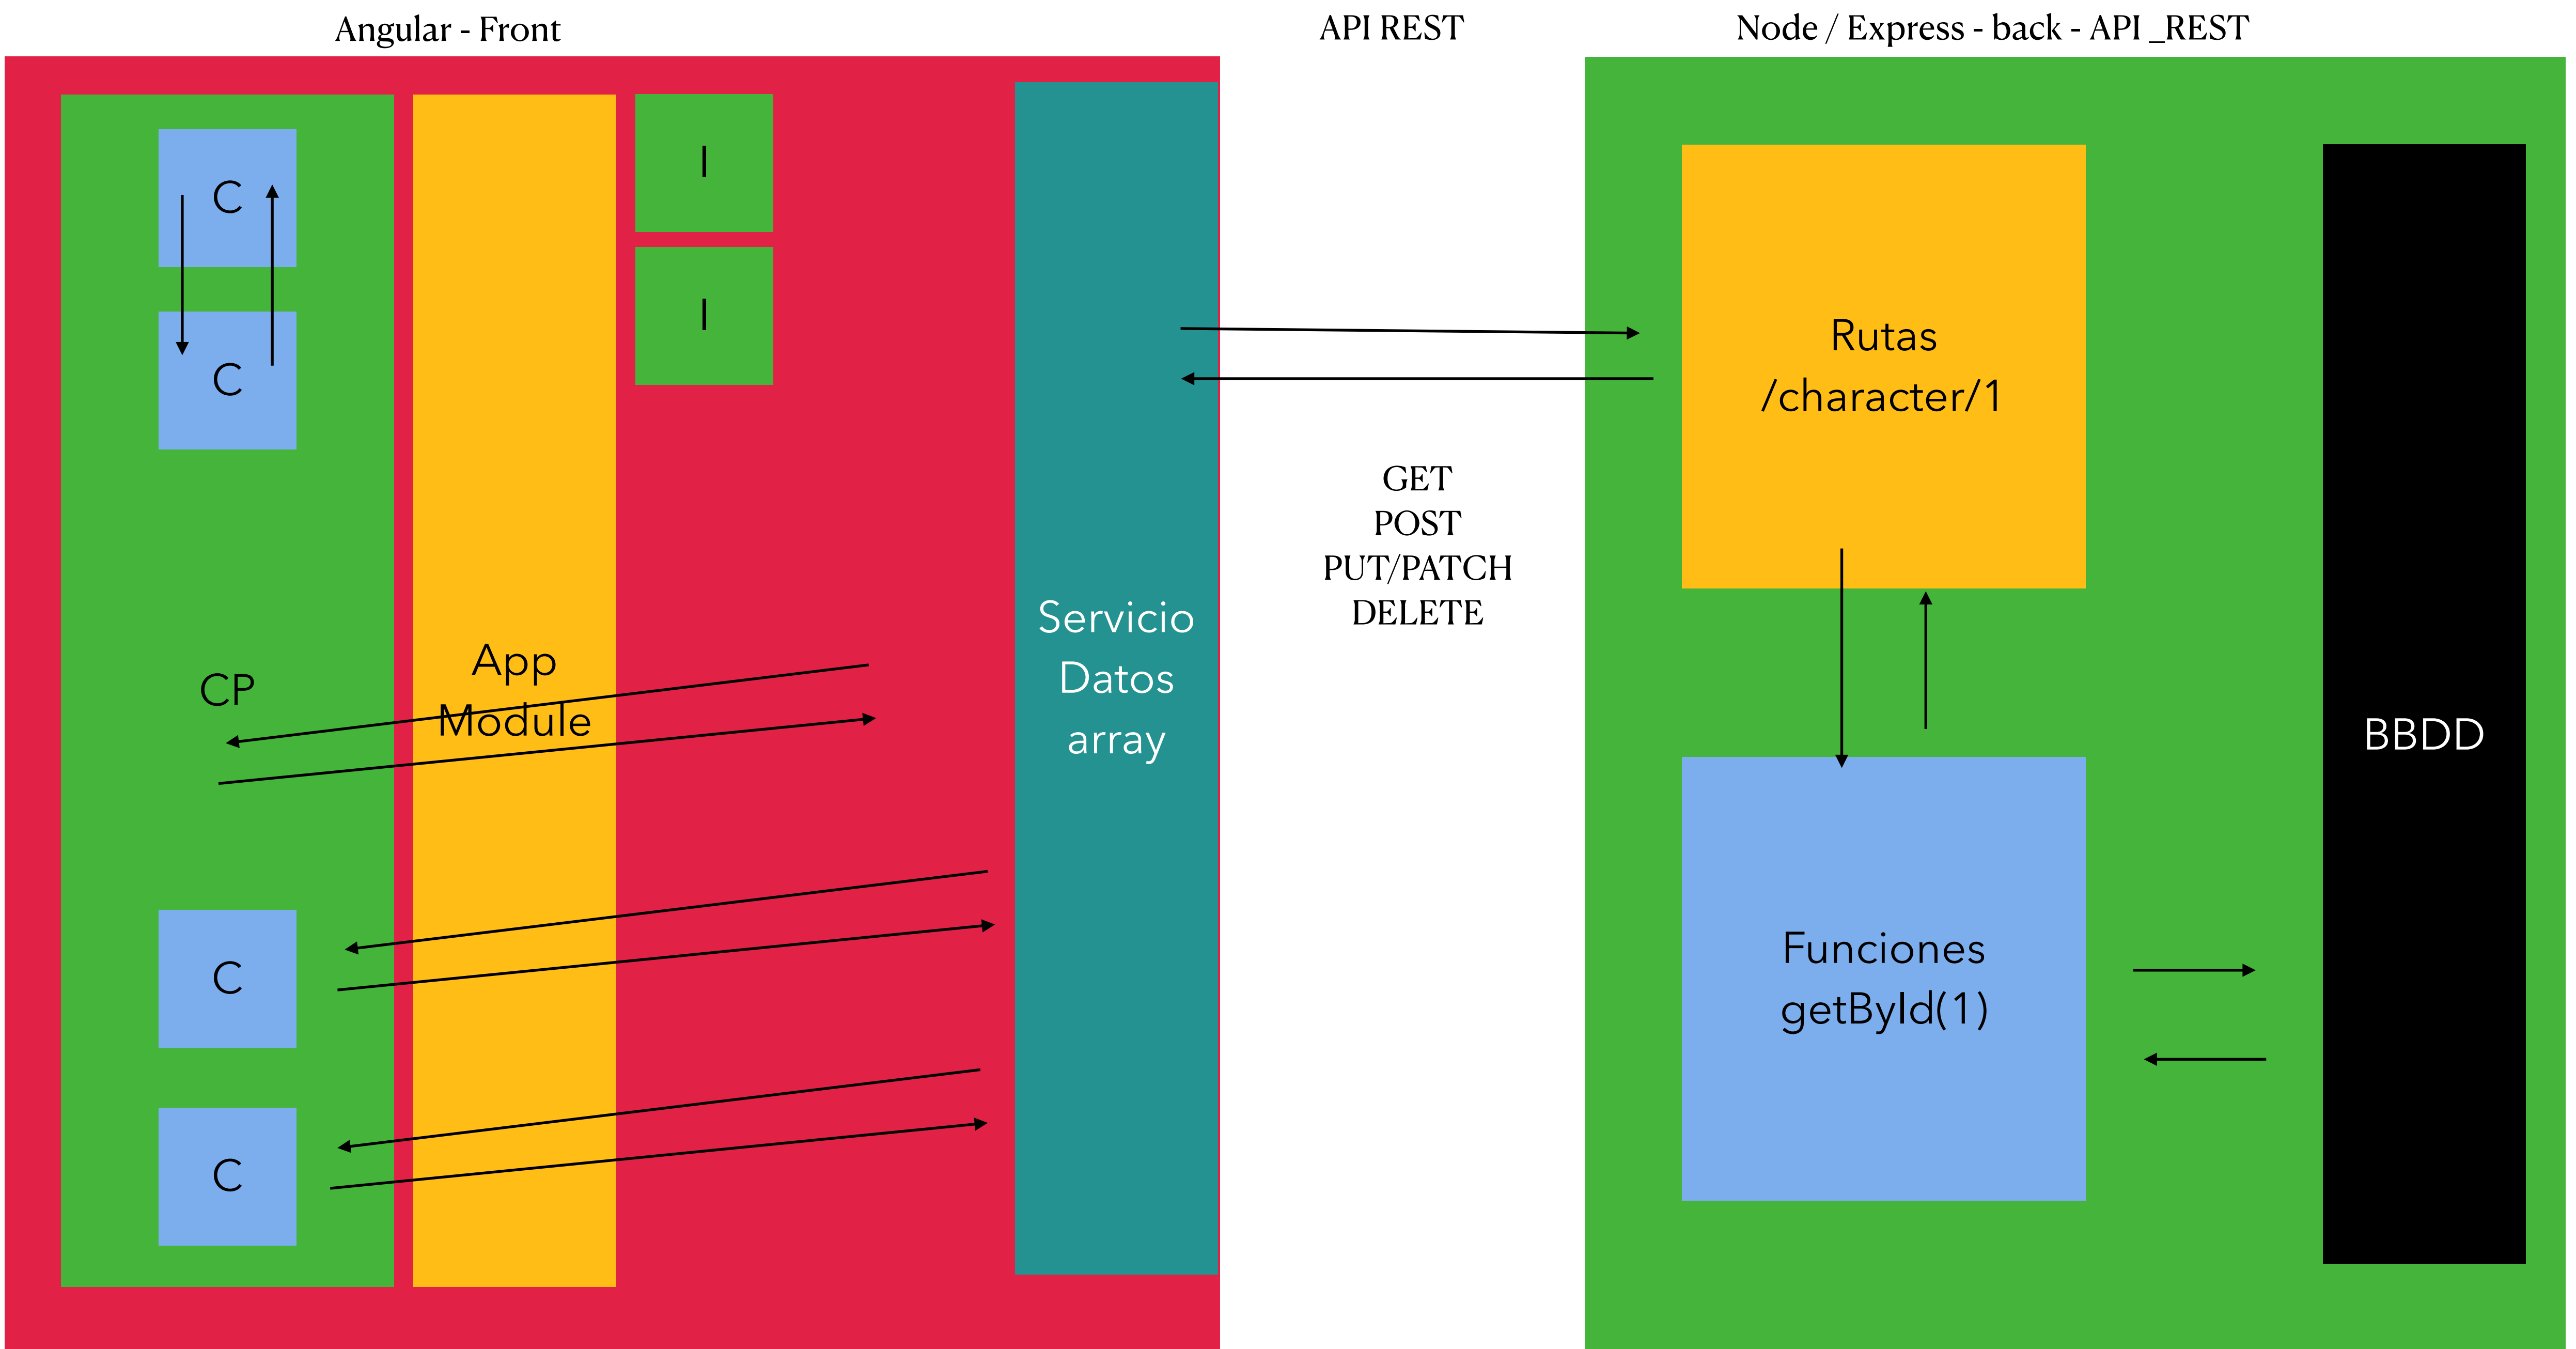 Angular - Front
API REST
Node / Express - back - API _REST
C
C
CP
C
C
App
Module
I
I
Servicio
Datos
array
GET
POST
PUT/PATCH
DELETE
Rutas
/character/1
Funciones
getById(1)
BBDD